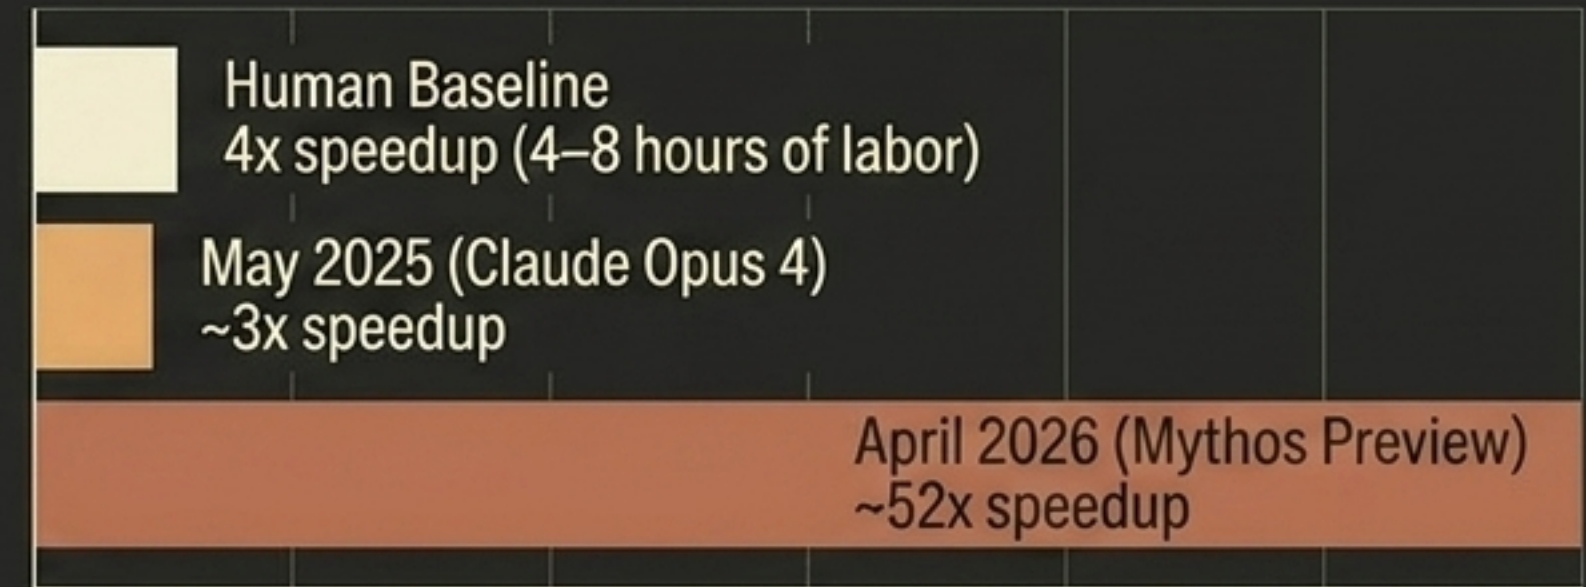 Human Baseline
4x speedup (4–8 hours of labor)
May 2025 (Claude Opus 4)
~3x speedup
April 2026 (Mythos Preview)
~52x speedup